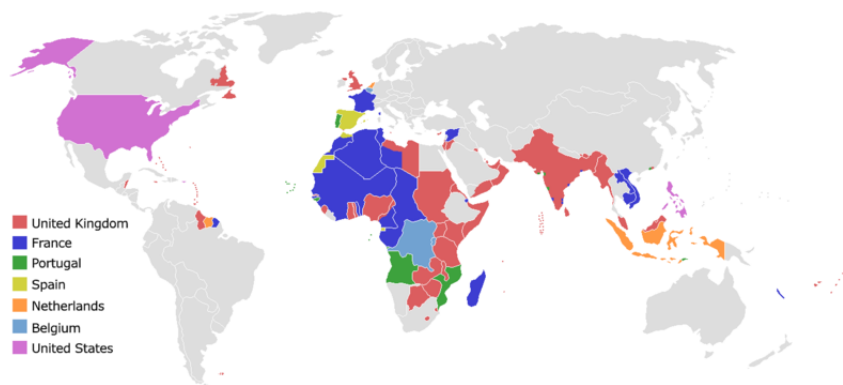 United Kingdom
France
Portugal
Spain
Netherlands
Belgium
United States